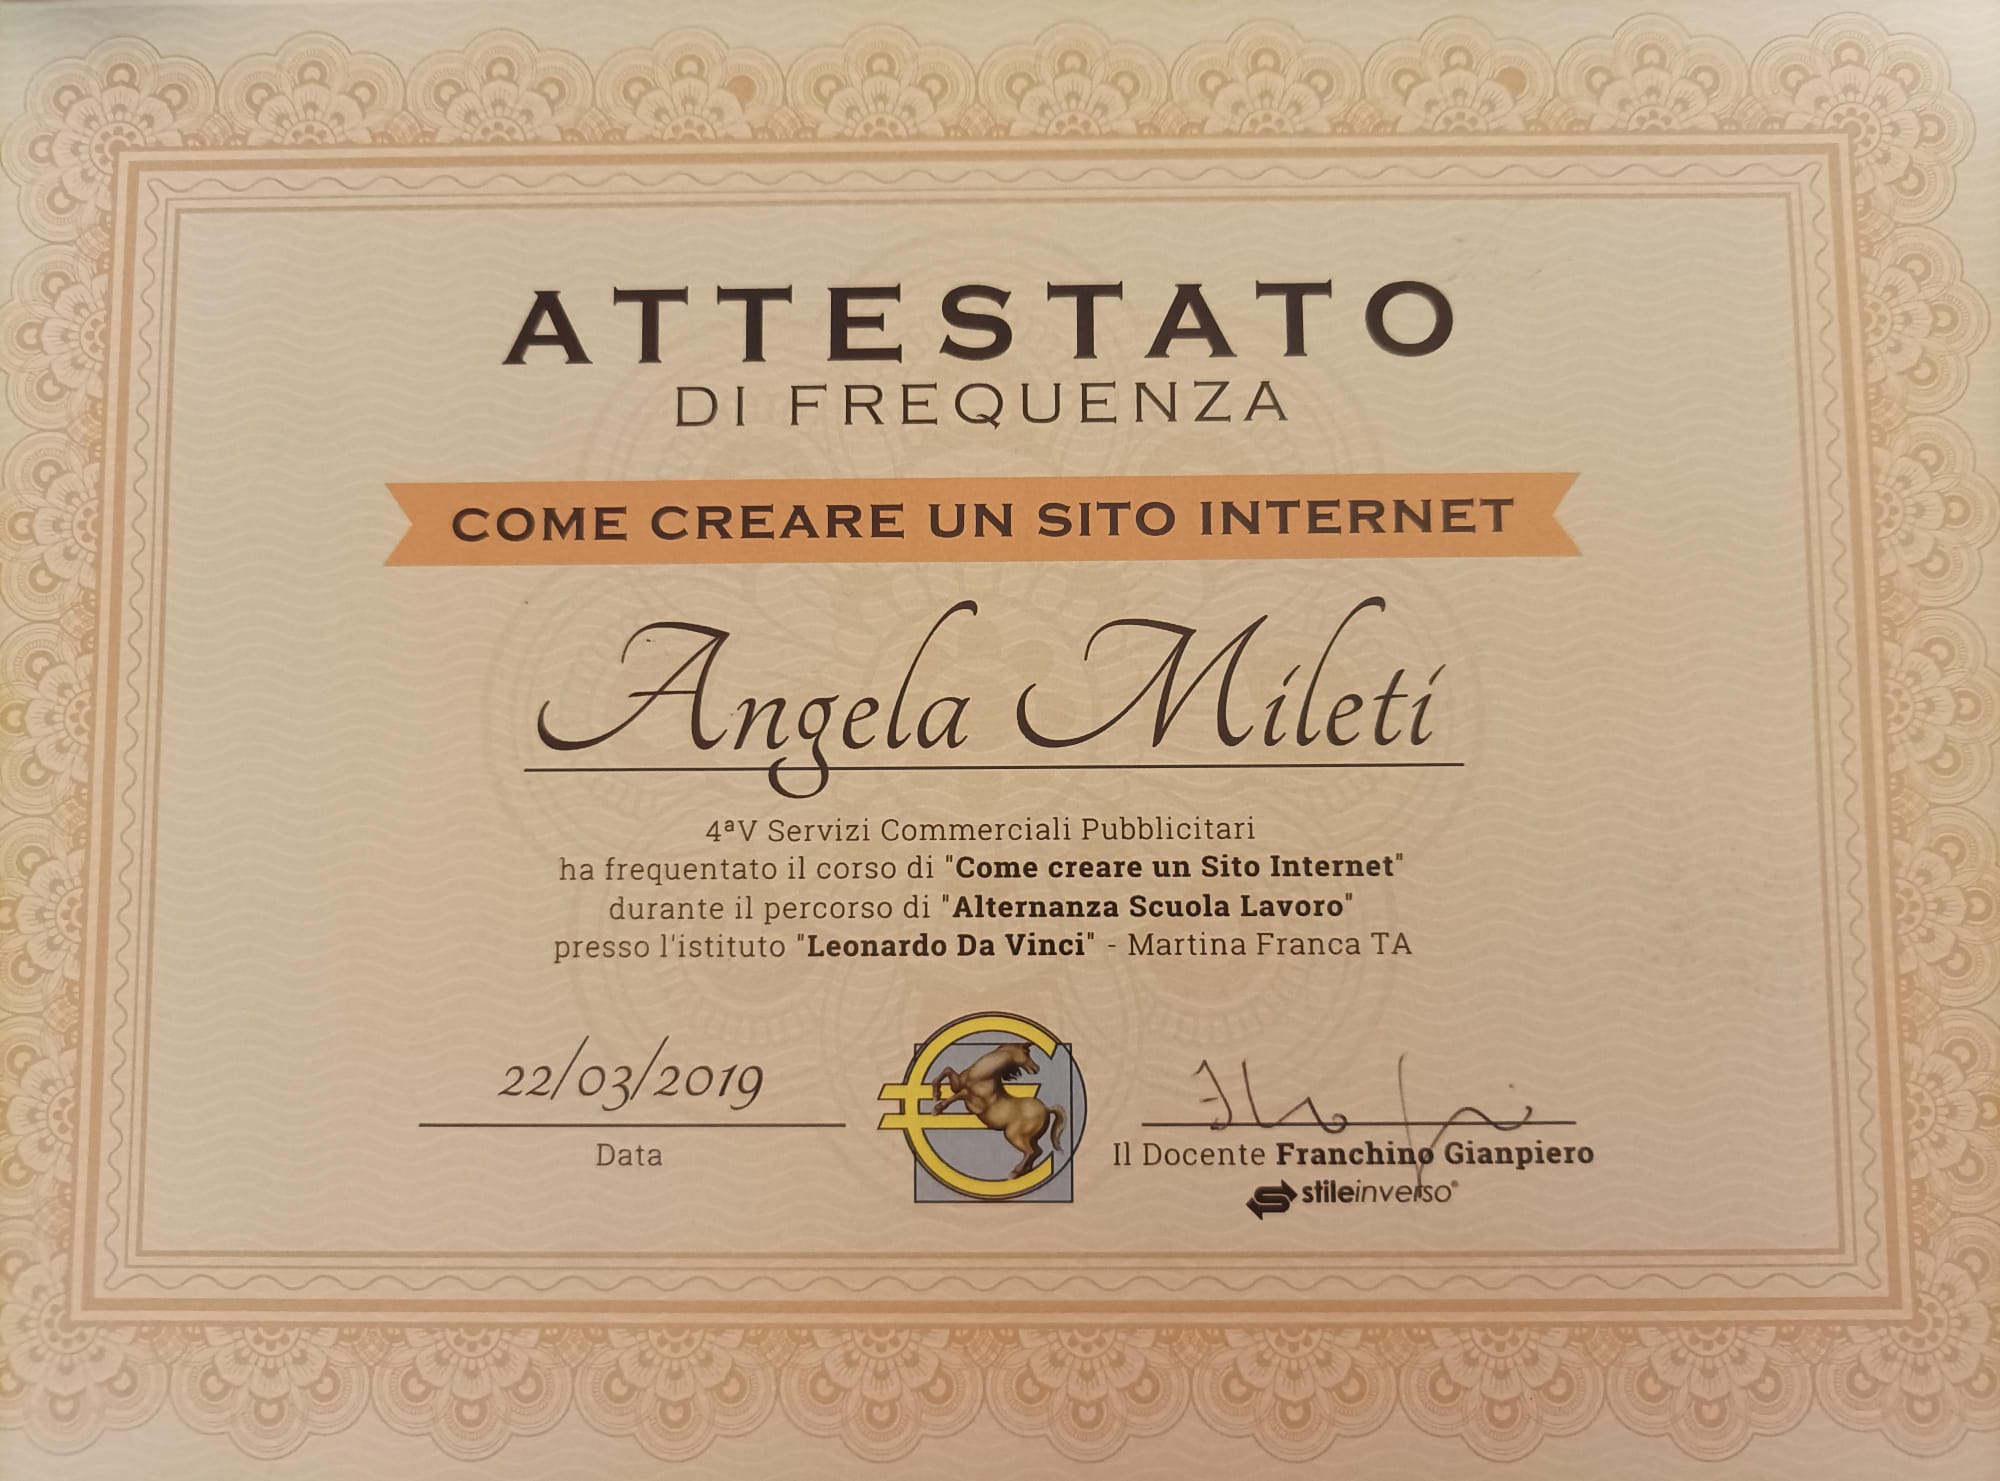 ATTESTATO
DI FREQUENZA
COME CREARE UN SITO INTERNET
Angela Mileti
4ªV Servizi Commerciali Pubblicitari
ha frequentato il corso di "Come creare un Sito Internet"
durante il percorso di "Alternanza Scuola Lavoro"
presso l'istituto "Leonardo Da Vinci" - Martina Franca TA
22/03/2019
Data
Il Docente Franchino Gianpiero
stileinverso®